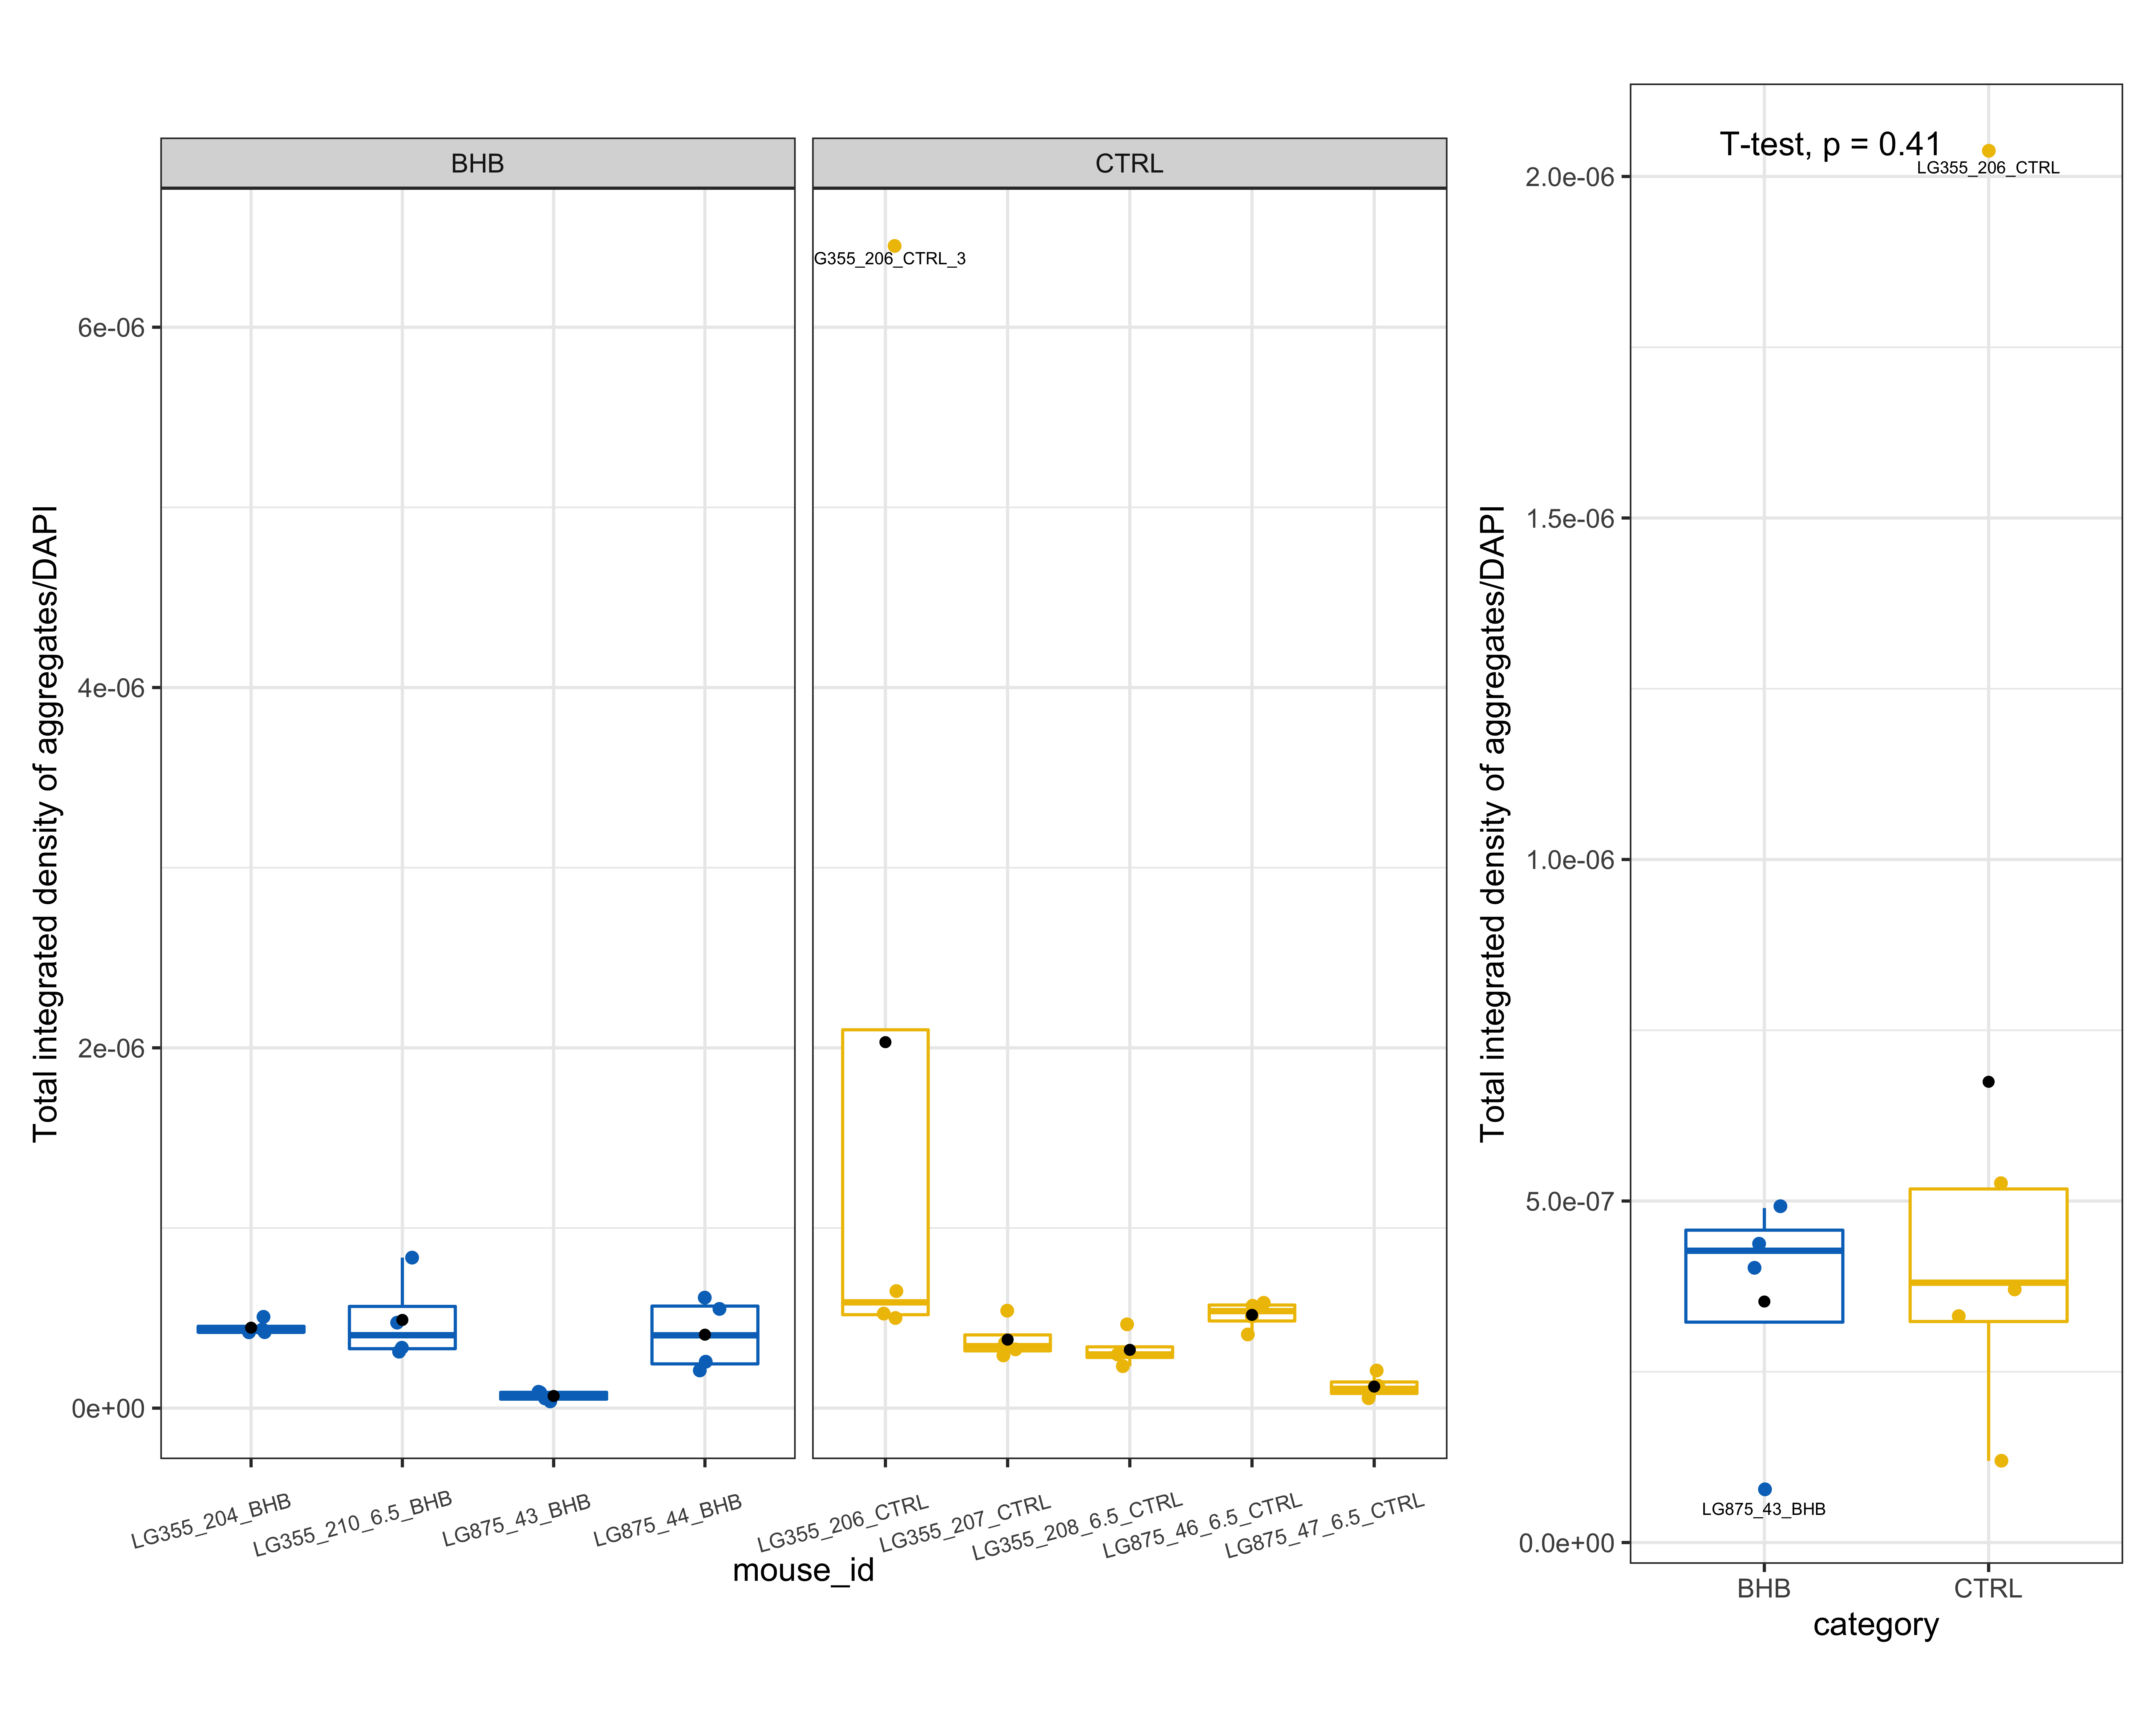 BHB
CTRL
G355_206_CTRL_3
Total integrated density of aggregates/DAPI
6e-06
4e-06
2e-06
0e+00
LG355_204_BHB
LG355_210_6.5_BHB
LG875_43_BHB
LG875_44_BHB
LG355_206_CTRL
LG355_207_CTRL
LG355_208_6.5_CTRL
LG875_46_6.5_CTRL
LG875_47_6.5_CTRL
mouse_id
T-test, p = 0.41
LG355_206_CTRL
Total integrated density of aggregates/DAPI
2.0e-06
1.5e-06
1.0e-06
5.0e-07
0.0e+00
LG875_43_BHB
BHB
CTRL
category